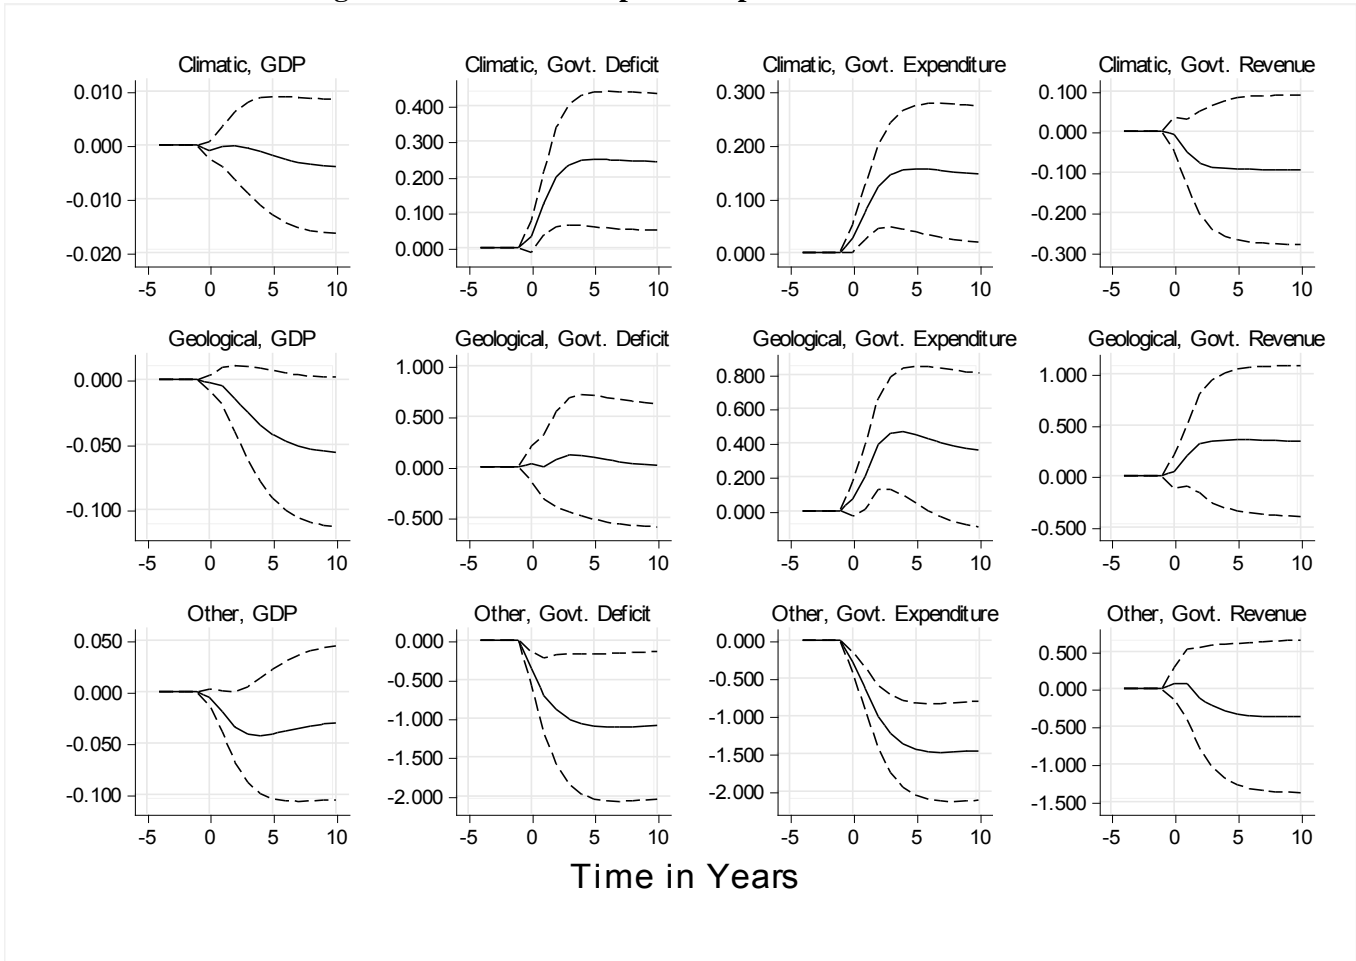 Climatic, GDP
0.010
0.000
-0.010
-0.020
-5 0 5 10
Climatic, Govt. Deficit
0.400
0.300
0.200
0.100
0.000
-5 0 5 10
Climatic, Govt. Expenditure
0.300
0.200
0.100
0.000
-5 0 5 10
Climatic, Govt. Revenue
0.100
0.000
-0.100
-0.200
-0.300
-5 0 5 10
Geological, GDP
0.000
-0.050
-0.100
-5 0 5 10
Geological, Govt. Deficit
1.000
0.500
0.000
-0.500
-5 0 5 10
Geological, Govt. Expenditure
0.800
0.600
0.400
0.200
0.000
-5 0 5 10
Geological, Govt. Revenue
1.000
0.500
0.000
-0.500
-5 0 5 10
Other, GDP
0.050
0.000
-0.050
-0.100
-5 0 5 10
Other, Govt. Deficit
0.000
-0.500
-1.000
-1.500
-2.000
-5 0 5 10
Other, Govt. Expenditure
0.000
-0.500
-1.000
-1.500
-2.000
-5 0 5 10
Other, Govt. Revenue
0.500
0.000
-0.500
-1.000
-1.500
-5 0 5 10
Time in Years